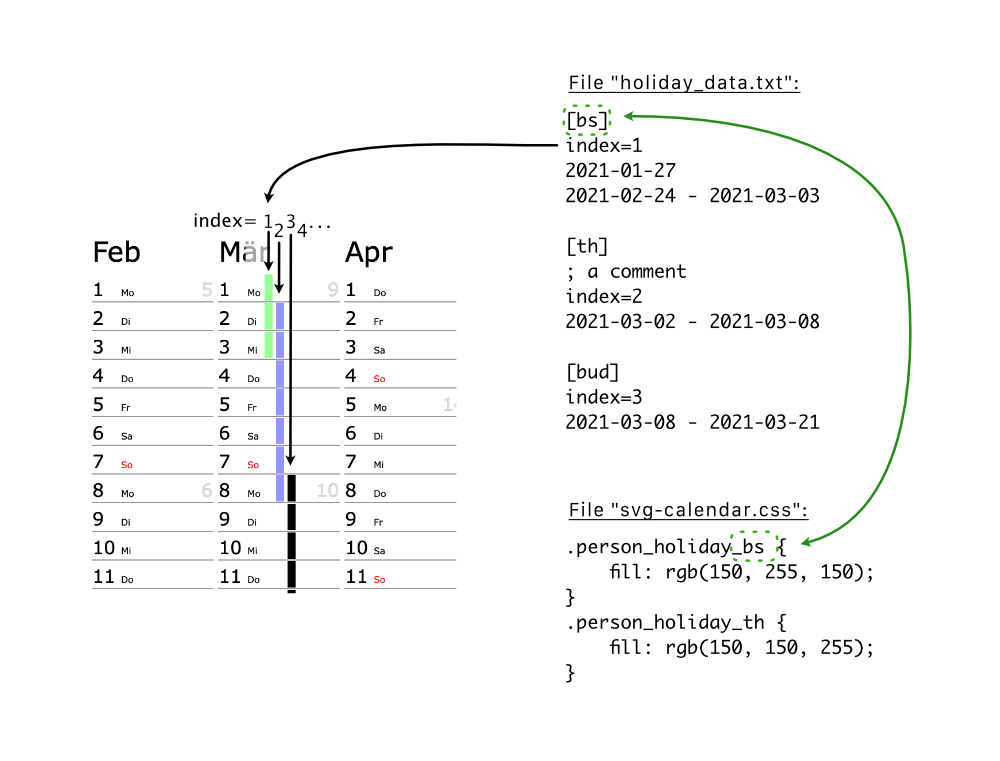 File "holiday_data.txt":
[bs]
index=1
2021-01-27
2021-02-24 - 2021-03-03
[th]
; a comment
index=2
2021-03-02 - 2021-03-08
[bud]
index=3
2021-03-08 - 2021-03-21
File "svg-calendar.css":
.person_holiday_bs {
fill: rgb(150, 255, 150);
}
.person_holiday_th {
fill: rgb(150, 150, 255);
}
index= 1 2 3 4 ...
Feb Mär Apr
1 Mo 5 1 Mo 9 1 Do
2 Di 2 Di 2 Fr
3 Mi 3 Mi 3 Sa
4 Do 4 Do 4 So
5 Fr 5 Fr 5 Mo
6 Sa 6 Sa 6 Di
7 So 7 So 7 Mi
8 Mo 6 8 Mo 10 8 Do
9 Di 9 Di 9 Fr
10 Mi 10 Mi 10 Sa
11 Do 11 Do 11 So